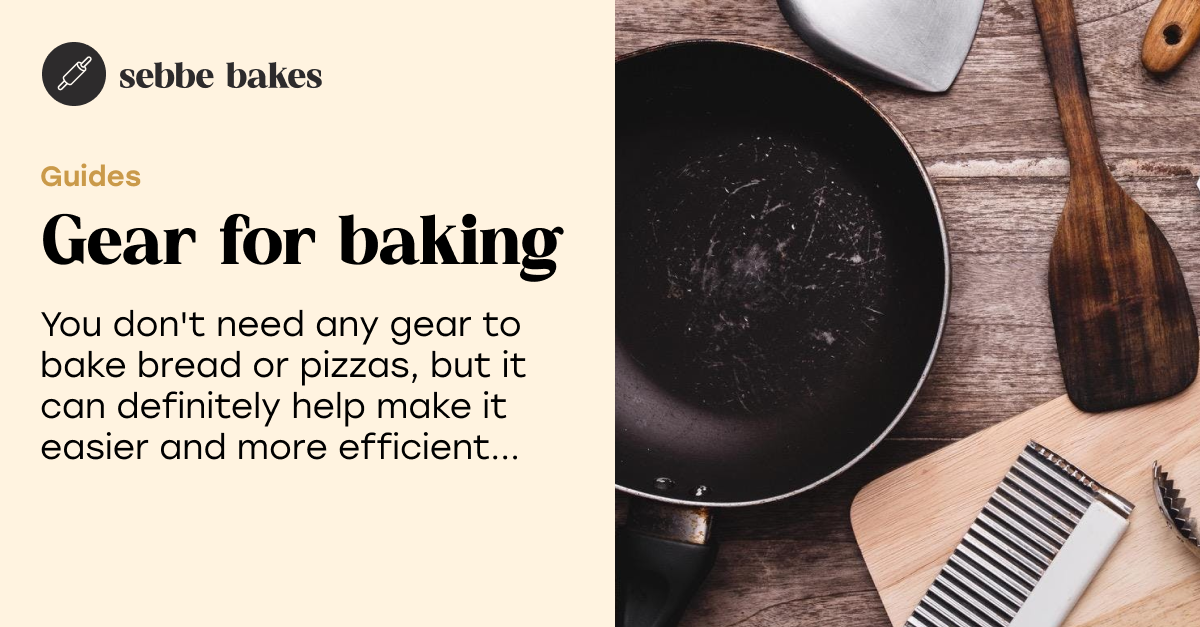 sebbe bakes
Guides
Gear for baking
You don't need any gear to
bake bread or pizzas, but it
can definitely help make it
easier and more efficient...